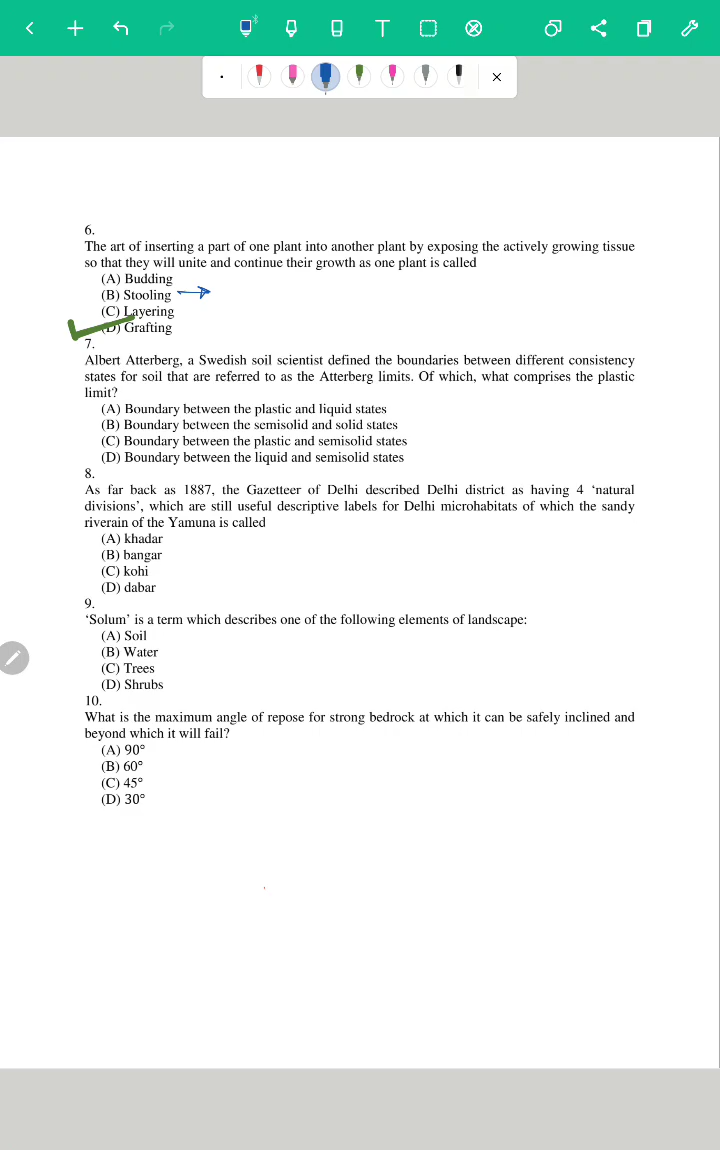 T
6.
The art of inserting a part of one plant into another plant by exposing the actively growing tissue
so that they will unite and continue their growth as one plant is called
(A) Budding
(B) Stooling
(C) Layering
(D) Grafting
7.
Albert Atterberg, a Swedish soil scientist defined the boundaries between different consistency
states for soil that are referred to as the Atterberg limits. Of which, what comprises the plastic
limit?
(A) Boundary between the plastic and liquid states
(B) Boundary between the semisolid and solid states
(C) Boundary between the plastic and semisolid states
(D) Boundary between the liquid and semisolid states
8.
As far back as 1887, the Gazetteer of Delhi described Delhi district as having 4 ‘natural
divisions’, which are still useful descriptive labels for Delhi microhabitats of which the sandy
riverain of the Yamuna is called
(A) khadar
(B) bangar
(C) kohi
(D) dabar
9.
‘Solum’ is a term which describes one of the following elements of landscape:
(A) Soil
(B) Water
(C) Trees
(D) Shrubs
10.
What is the maximum angle of repose for strong bedrock at which it can be safely inclined and
beyond which it will fail?
(A) 90°
(B) 60°
(C) 45°
(D) 30°